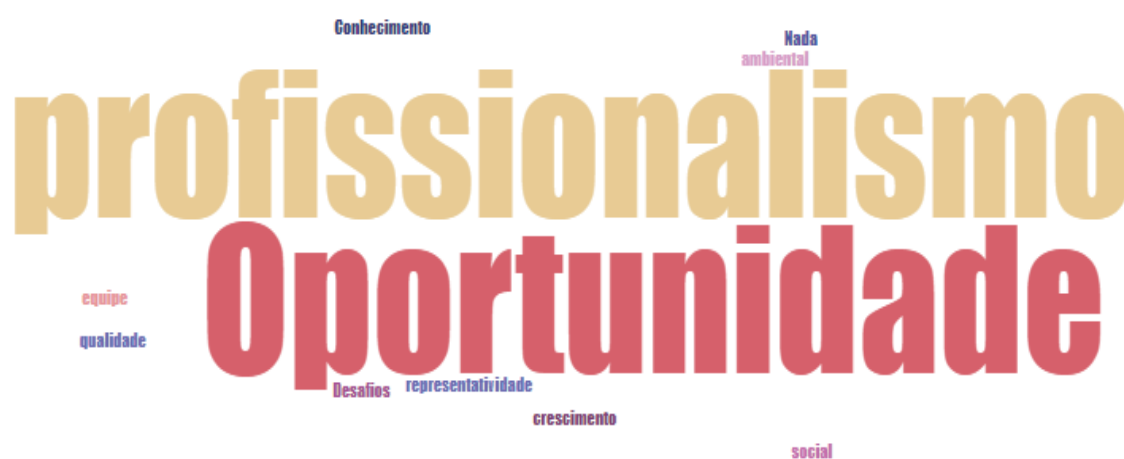 Conhecimento
Nada
ambiental
profissionalismo
Oportunidade
equipe
qualidade
Desafios
representatividade
crescimento
social